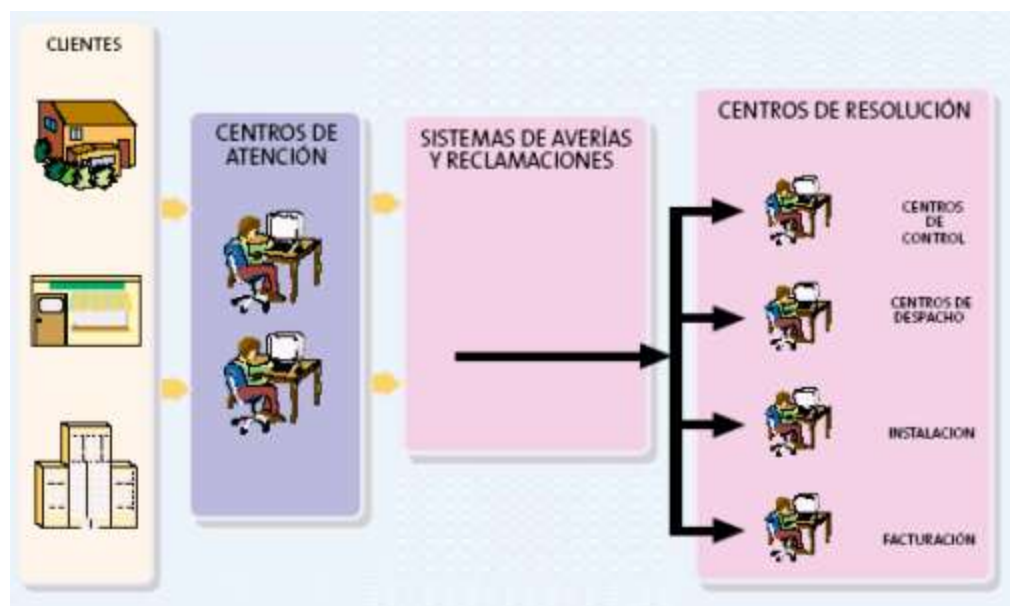 CLIENTES
CENTROS DE
ATENCIÓN
SISTEMAS DE AVERÍAS
Y RECLAMACIONES
CENTROS DE RESOLUCIÓN
CENTROS
DE
CONTROL
CENTROS DE
DESPACHO
INSTALACION
FACTURACIÓN